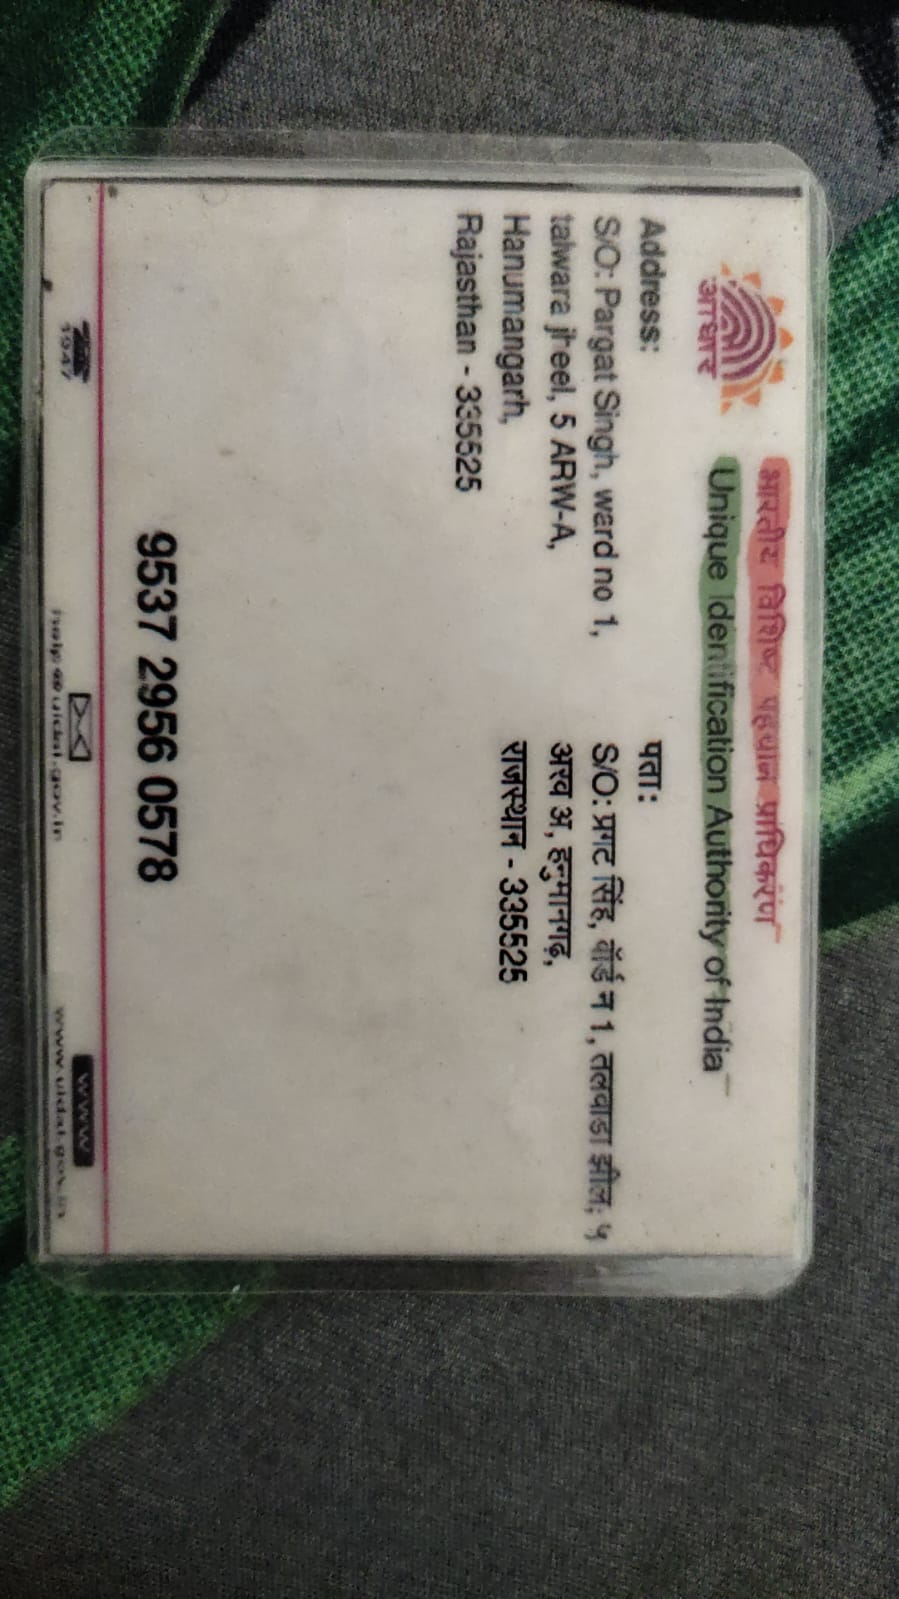 भारतीय विशिष्ट पहचान प्राधिकरण
Unique Identification Authority of India
आधार
Address:
S/O: Pargat Singh, ward no 1,
talwara jheel, 5 ARW-A,
Hanumangarh,
Rajasthan - 335525
पता:
S/O: प्रगट सिंह, वॉर्ड न 1, तलवाडा झील, ५
अरव अ, हनुमानगढ़,
राजस्थान - 335525
9537 2956 0578
1947
help@uidai.gov.in
www
www.uidai.gov.in